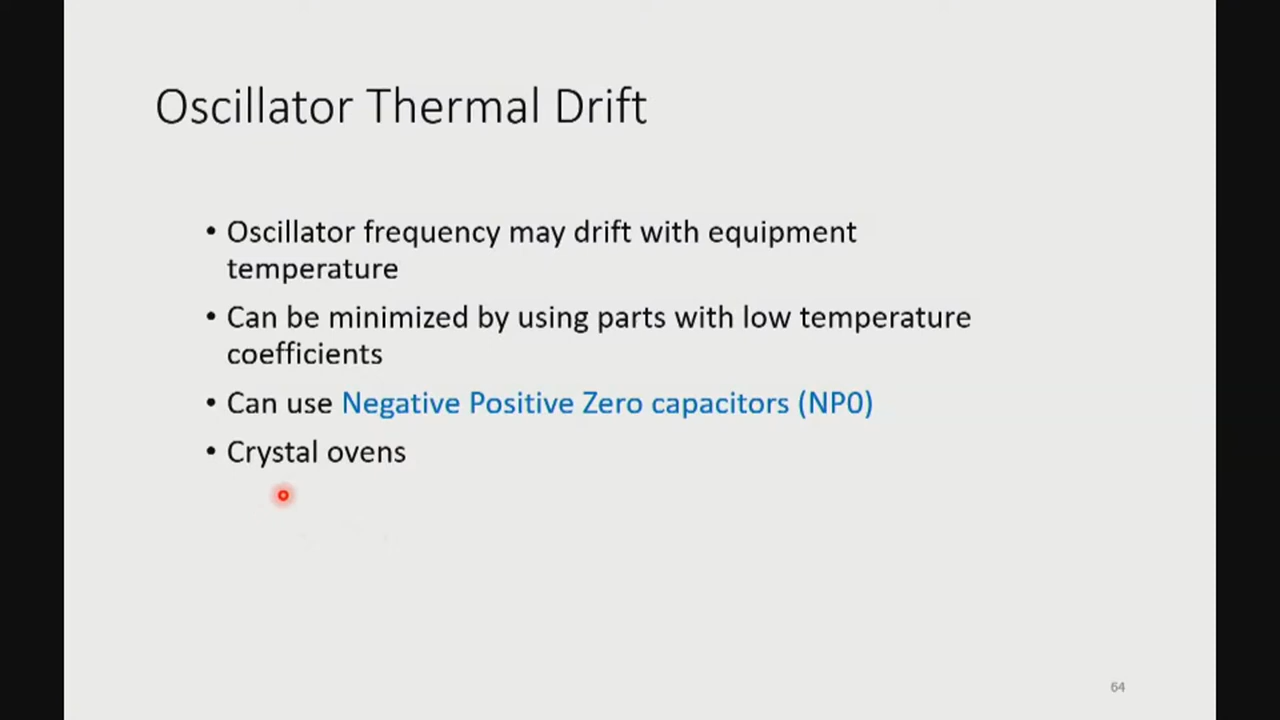 Oscillator Thermal Drift
• Oscillator frequency may drift with equipment
temperature
• Can be minimized by using parts with low temperature
coefficients
• Can use Negative Positive Zero capacitors (NP0)
• Crystal ovens
64